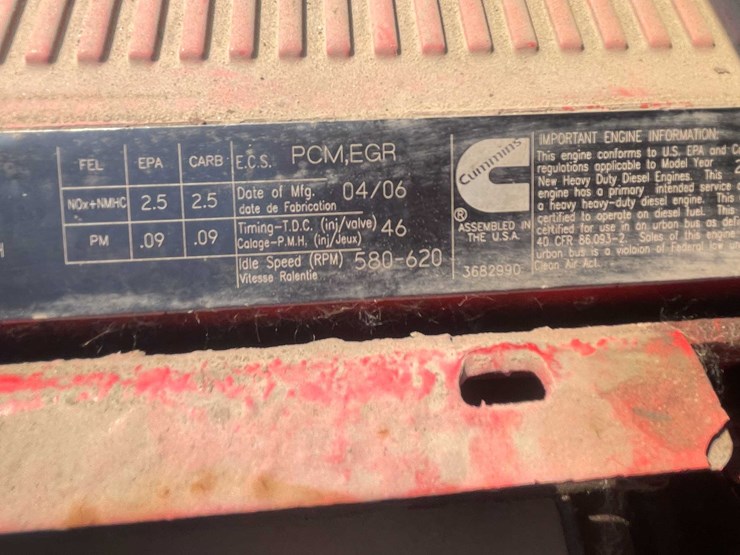 FEL EPA CARB
NOx+NMHC 2.5 2.5
PM .09 .09
E.C.S. PCM,EGR
Date of Mfg. 04/06
date de Fabrication
Timing-T.D.C. (inj/valve) 46
Calage-P.M.H. (inj/Jeux)
Idle Speed (RPM) 580-620
Vitesse Ralentie
Cummins
®
ASSEMBLED IN
THE U.S.A.
3682990
IMPORTANT ENGINE INFORMATION:
This engine conforms to U.S. EPA and
regulations applicable to Model Year
New Heavy Duty Diesel Engines. This
engine has a primary intended service
a heavy heavy-duty diesel engine. This
certified to operate on diesel fuel. This
certified for use in an urban bus as
40 CFR 86.093-2. Sales of this engine
urban bus is a violation of Federal law
Clean Air Act.